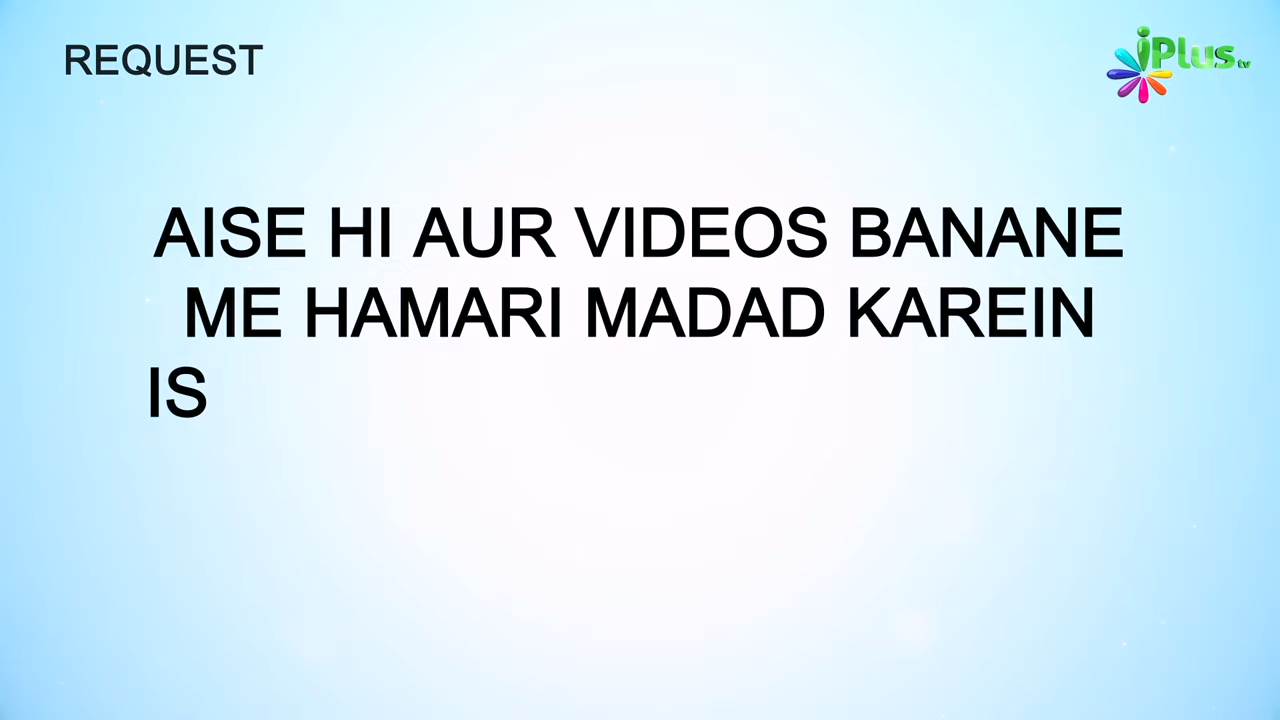 REQUEST
iPlus tv
AISE HI AUR VIDEOS BANANE
ME HAMARI MADAD KAREIN
IS